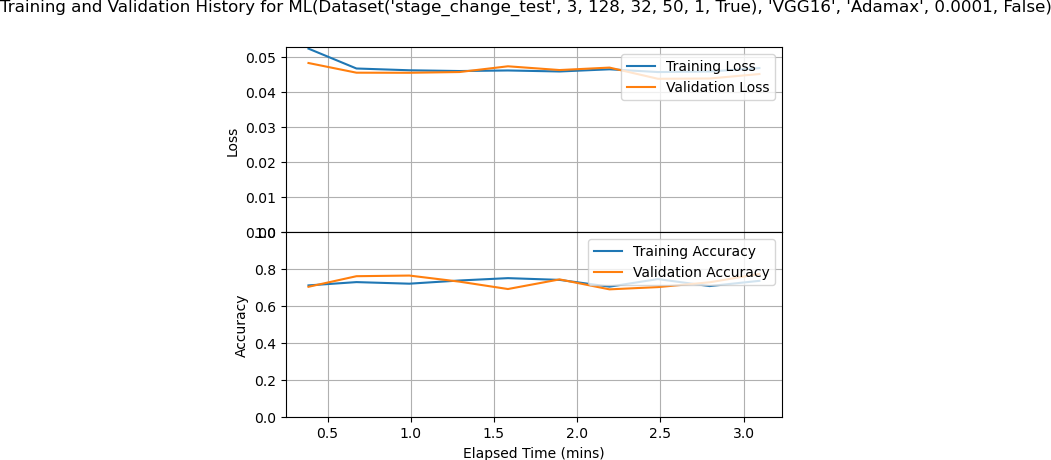 Training and Validation History for ML(Dataset('stage_change_test', 3, 128, 32, 50, 1, True), 'VGG16', 'Adamax', 0.0001, False)
0.05
0.04
0.03
0.02
0.01
0.00
Loss
Training Loss
Validation Loss
1.0
0.8
0.6
0.4
0.2
0.0
Accuracy
Training Accuracy
Validation Accuracy
0.5 1.0 1.5 2.0 2.5 3.0
Elapsed Time (mins)